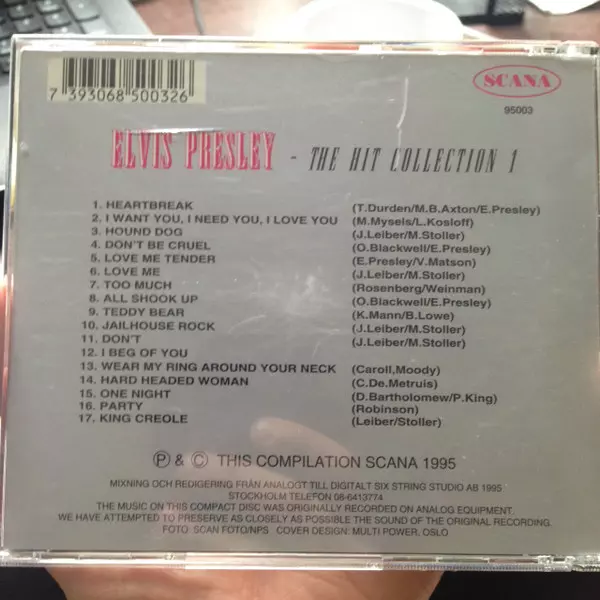 7 393068 500326
SCANA
95003
ELVIS PRESLEY - THE HIT COLLECTION 1
1. HEARTBREAK (T.Durden/M.B.Axton/E.Presley)
2. I WANT YOU, I NEED YOU, I LOVE YOU (M.Mysels/L.Kosloff)
3. HOUND DOG (J.Leiber/M.Stoller)
4. DON'T BE CRUEL (O.Blackwell/E.Presley)
5. LOVE ME TENDER (E.Presley/V.Matson)
6. LOVE ME (J.Leiber/M.Stoller)
7. TOO MUCH (Rosenberg/Weinman)
8. ALL SHOOK UP (O.Blackwell/E.Presley)
9. TEDDY BEAR (K.Mann/B.Lowe)
10. JAILHOUSE ROCK (J.Leiber/M.Stoller)
11. DON'T (J.Leiber/M.Stoller)
12. I BEG OF YOU
13. WEAR MY RING AROUND YOUR NECK (Caroll,Moody)
14. HARD HEADED WOMAN (C.De.Metruis)
15. ONE NIGHT (D.Bartholomew/P.King)
16. PARTY (Robinson)
17. KING CREOLE (Leiber/Stoller)
Ⓟ & © THIS COMPILATION SCANA 1995
MIXNING OCH REDIGERING FRÅN ANALOGT TILL DIGITALT SIX STRING STUDIO AB 1995
STOCKHOLM TELEFON 08-6413774
THE MUSIC ON THIS COMPACT DISC WAS ORIGINALLY RECORDED ON ANALOG EQUIPMENT.
WE HAVE ATTEMPTED TO PRESERVE AS CLOSELY AS POSSIBLE THE SOUND OF THE ORIGINAL RECORDING.
FOTO: SCAN FOTO/NPS COVER DESIGN: MULTI POWER, OSLO